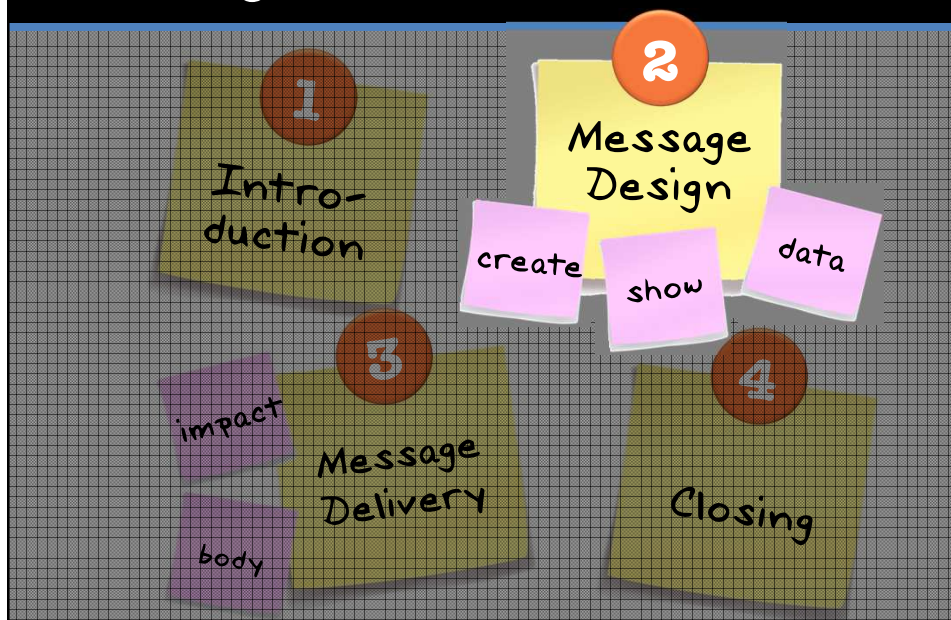 1
Intro-
duction
2
Message
Design
create
show
data
3
impact
Message
Delivery
body
4
Closing